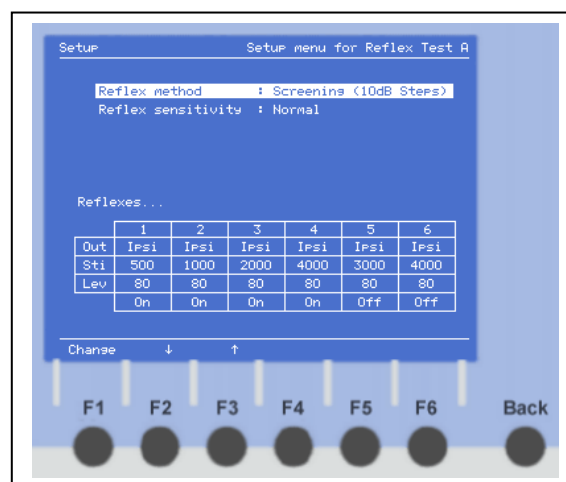 Setup Setup menu for Reflex Test A
Reflex method : Screening (10dB Steps)
Reflex sensitivity : Normal
Reflexes...
1 2 3 4 5 6
Out Ipsi Ipsi Ipsi Ipsi Ipsi Ipsi
Sti 500 1000 2000 4000 3000 4000
Lev 80 80 80 80 80 80
On On On On Off Off
Change ↓ ↑
F1 F2 F3 F4 F5 F6 Back